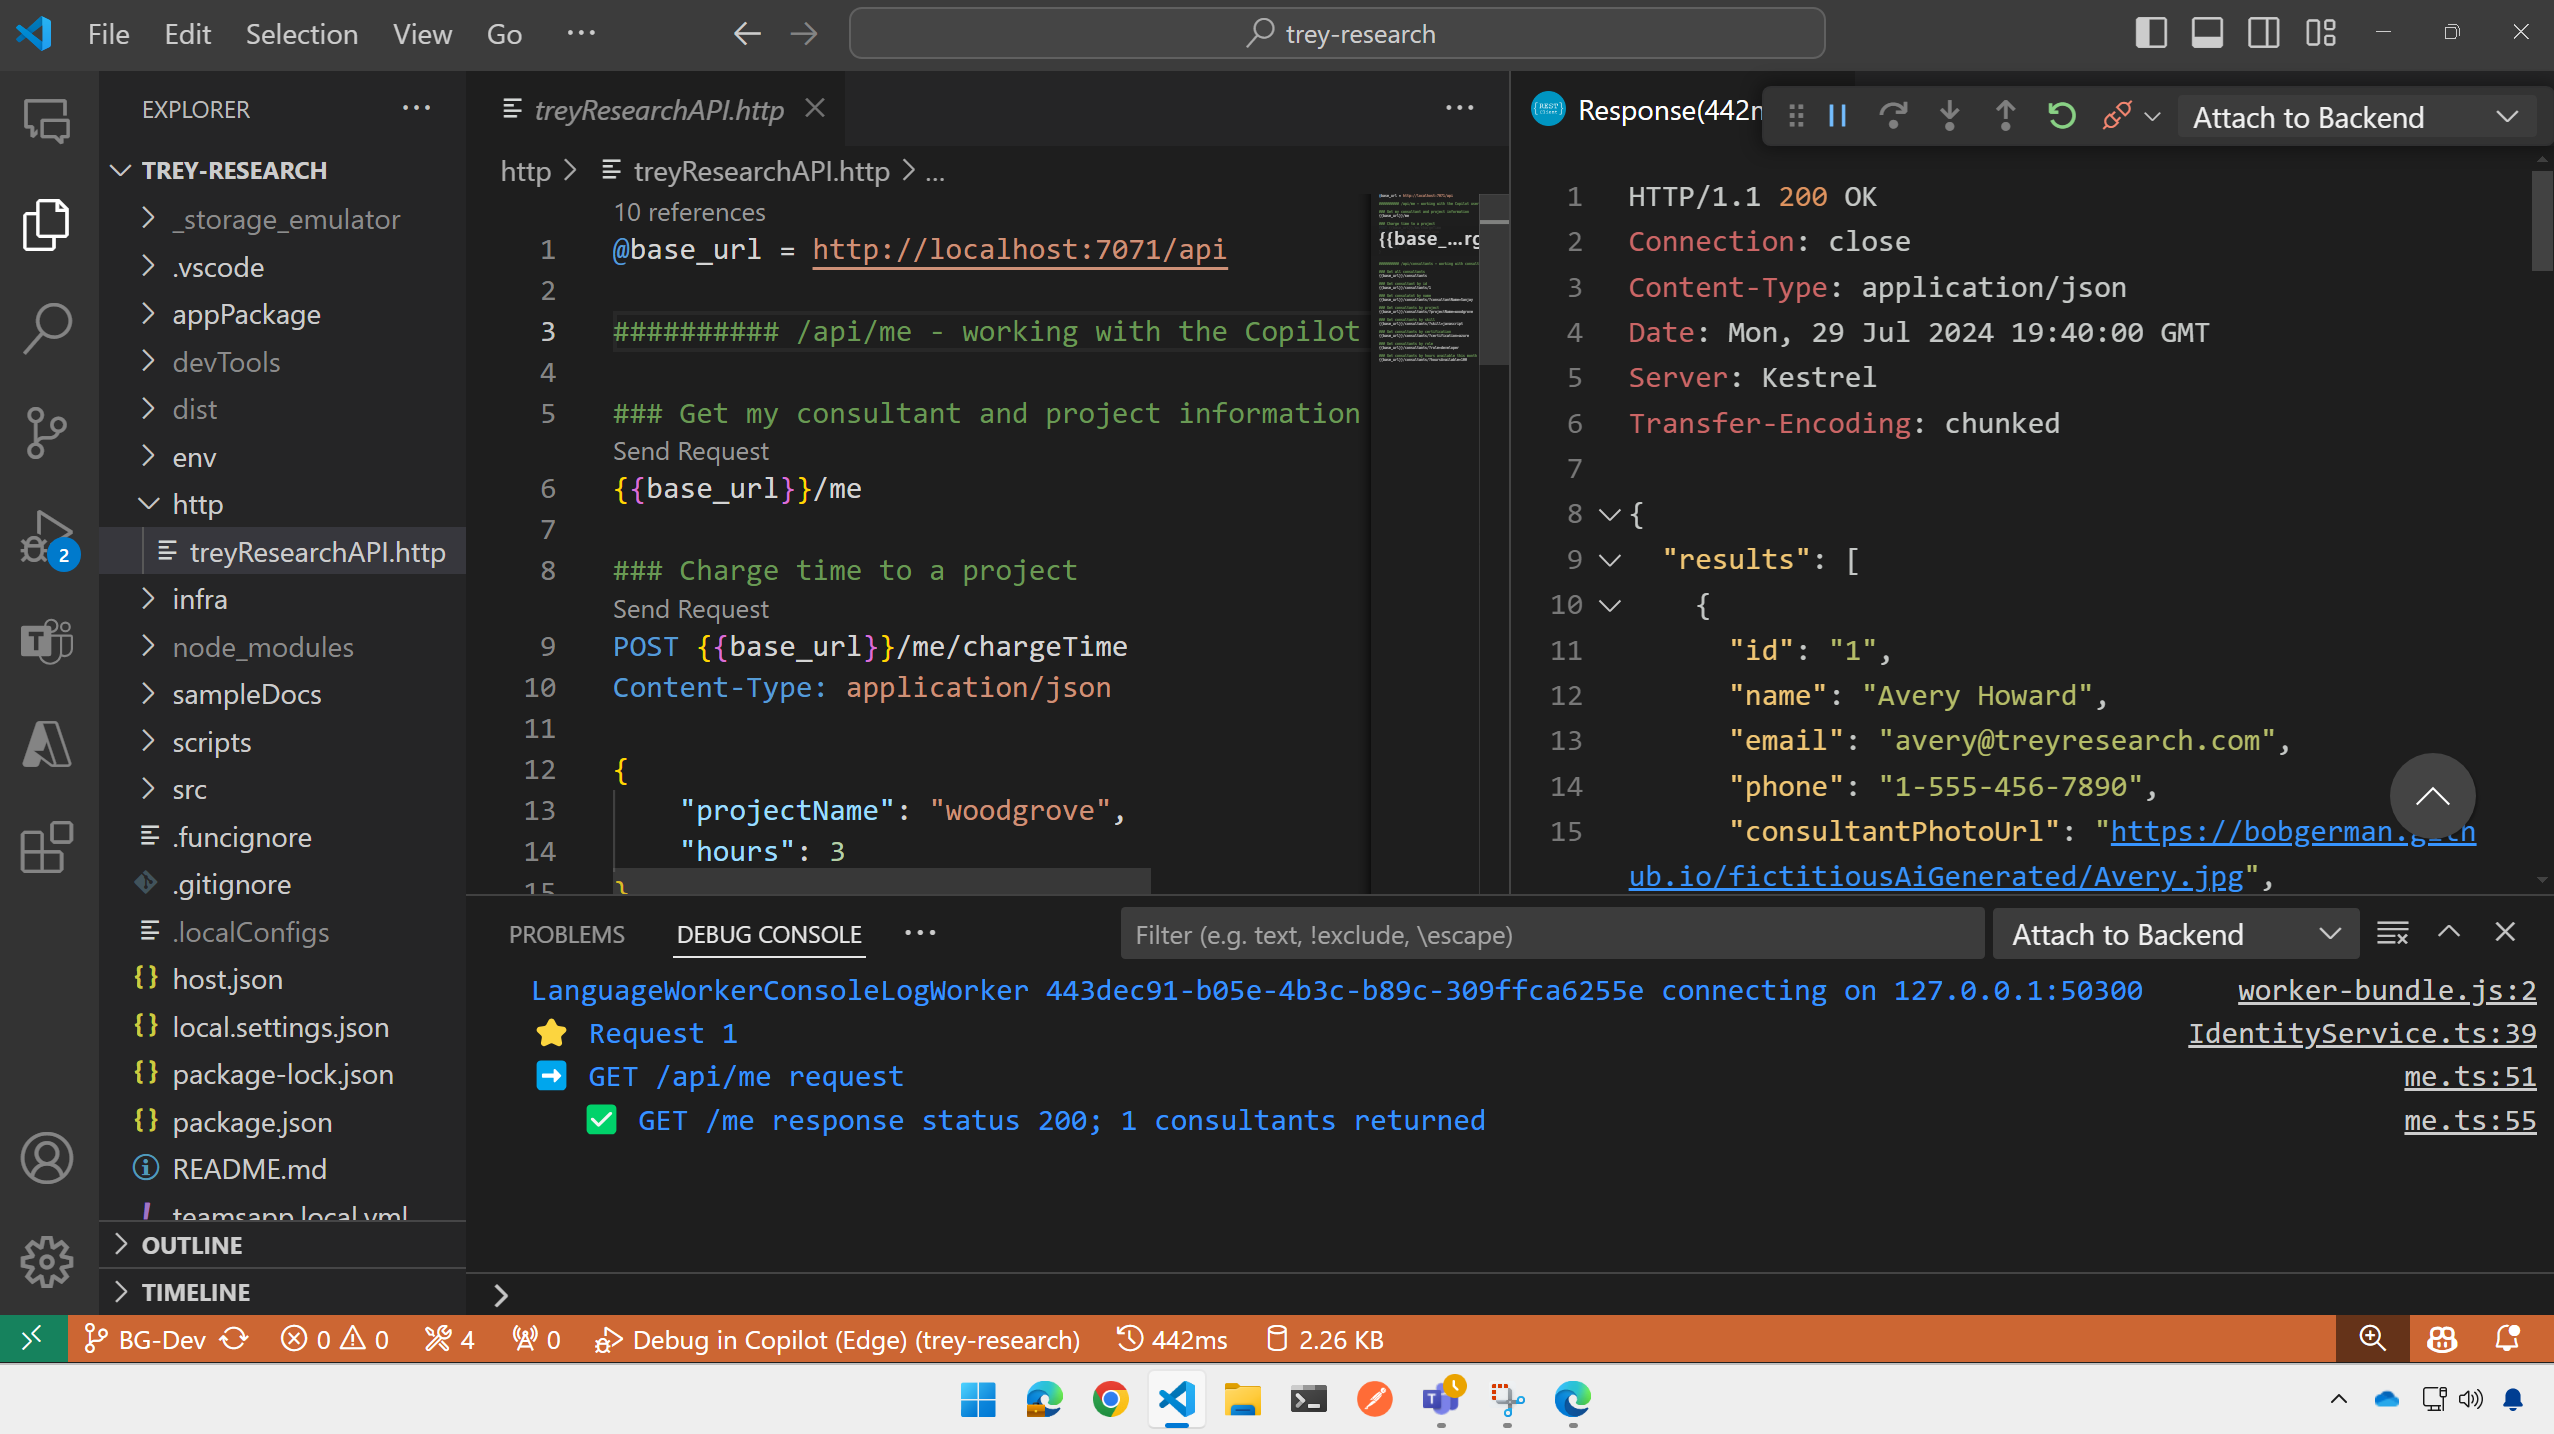 File Edit Selection View Go ···
trey-research
EXPLORER
TREY-RESEARCH
_storage_emulator
.vscode
appPackage
devTools
dist
env
http
treyResearchAPI.http
infra
node_modules
sampleDocs
scripts
src
.funcignore
.gitignore
.localConfigs
host.json
local.settings.json
package-lock.json
package.json
README.md
teamsapp.local.yml
OUTLINE
TIMELINE
2
treyResearchAPI.http
http > treyResearchAPI.http > ...
10 references
1 @base_url = http://localhost:7071/api
2
3 ########## /api/me - working with the Copilot
4
5 ### Get my consultant and project information
Send Request
6 {{base_url}}/me
7
8 ### Charge time to a project
Send Request
9 POST {{base_url}}/me/chargeTime
10 Content-Type: application/json
11
12 {
13 "projectName": "woodgrove",
14 "hours": 3
15 }
{{base_...rg
Response(442m
Attach to Backend
1 HTTP/1.1 200 OK
2 Connection: close
3 Content-Type: application/json
4 Date: Mon, 29 Jul 2024 19:40:00 GMT
5 Server: Kestrel
6 Transfer-Encoding: chunked
7
8 {
9 "results": [
10 {
11 "id": "1",
12 "name": "Avery Howard",
13 "email": "avery@treyresearch.com",
14 "phone": "1-555-456-7890",
15 "consultantPhotoUrl": "https://bobgerman.gith
ub.io/fictitiousAiGenerated/Avery.jpg",
PROBLEMS DEBUG CONSOLE ···
Filter (e.g. text, !exclude, \escape)
Attach to Backend
LanguageWorkerConsoleLogWorker 443dec91-b05e-4b3c-b89c-309ffca6255e connecting on 127.0.0.1:50300 worker-bundle.js:2
⭐ Request 1 IdentityService.ts:39
➡️ GET /api/me request me.ts:51
✅ GET /me response status 200; 1 consultants returned me.ts:55
BG-Dev 0 0 4 0 Debug in Copilot (Edge) (trey-research) 442ms 2.26 KB